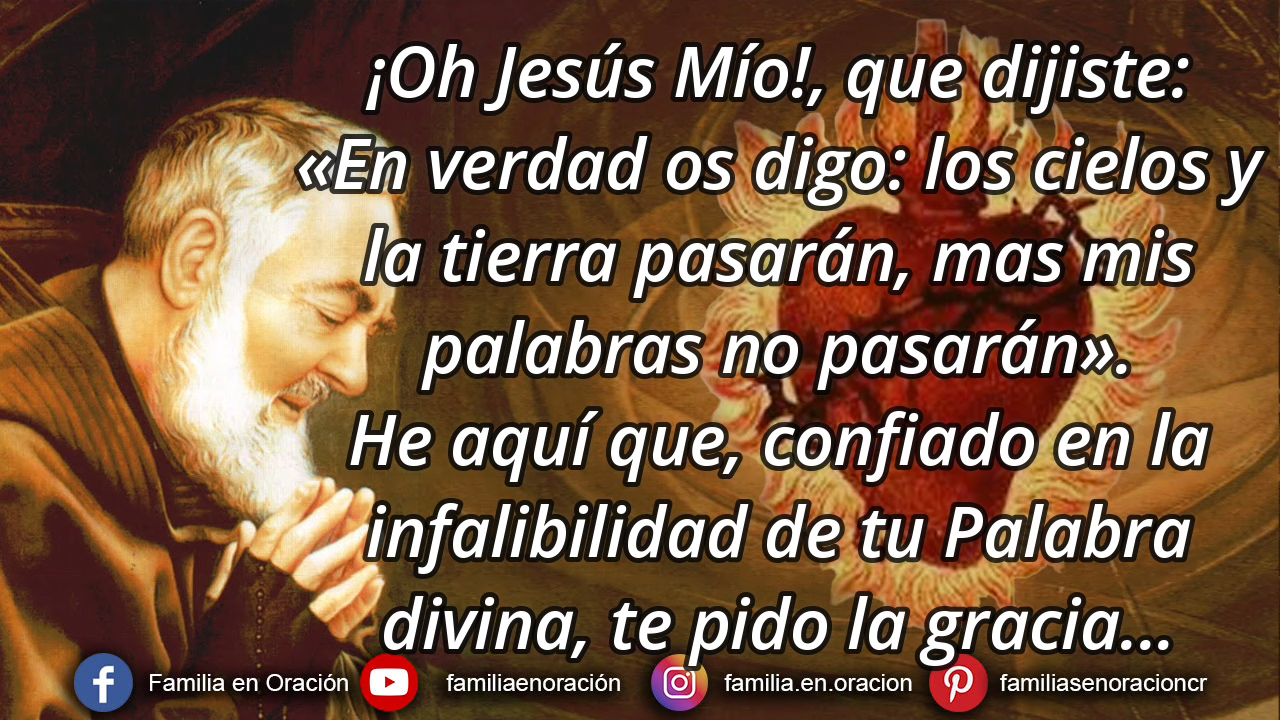 ¡Oh Jesús Mío!, que dijiste:
«En verdad os digo: los cielos y
la tierra pasarán, mas mis
palabras no pasarán».
He aquí que, confiado en la
infalibilidad de tu Palabra
divina, te pido la gracia...
Familia en Oración familiaenoración familia.en.oracion familiasenoracioncr